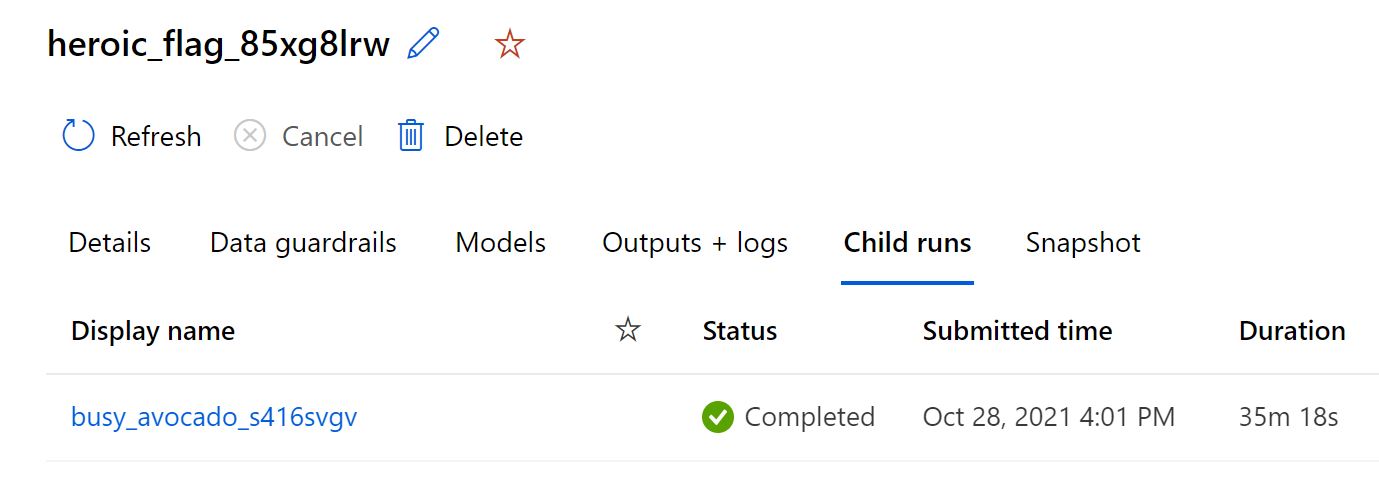 heroic_flag_85xg8lrw
Refresh Cancel Delete
Details Data guardrails Models Outputs + logs Child runs Snapshot
Display name Status Submitted time Duration
busy_avocado_s416svgv Completed Oct 28, 2021 4:01 PM 35m 18s